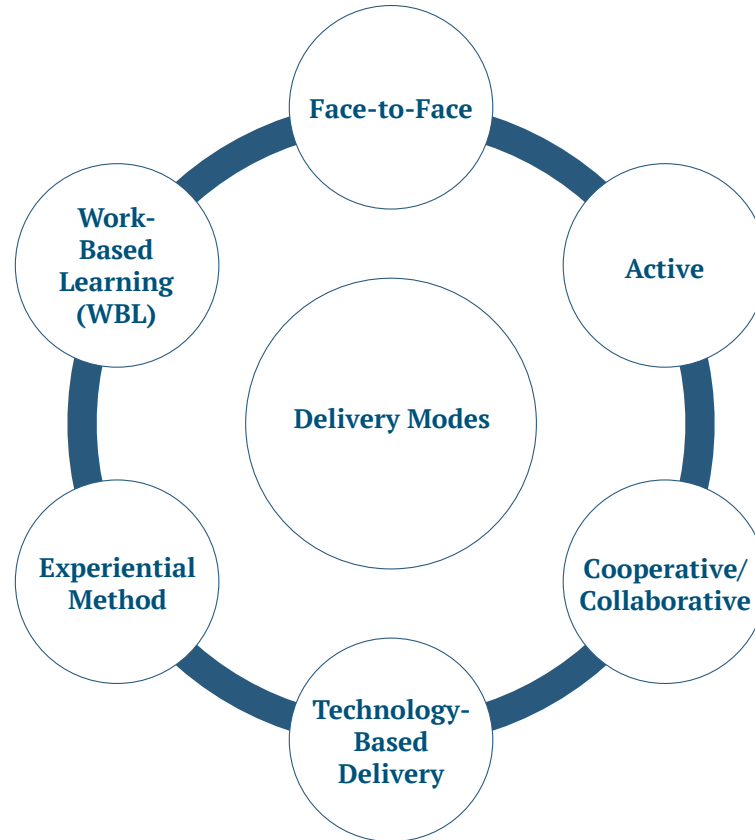 Face-to-Face
Work-
Based
Learning
(WBL)
Active
Delivery Modes
Experiential
Method
Cooperative/
Collaborative
Technology-
Based
Delivery